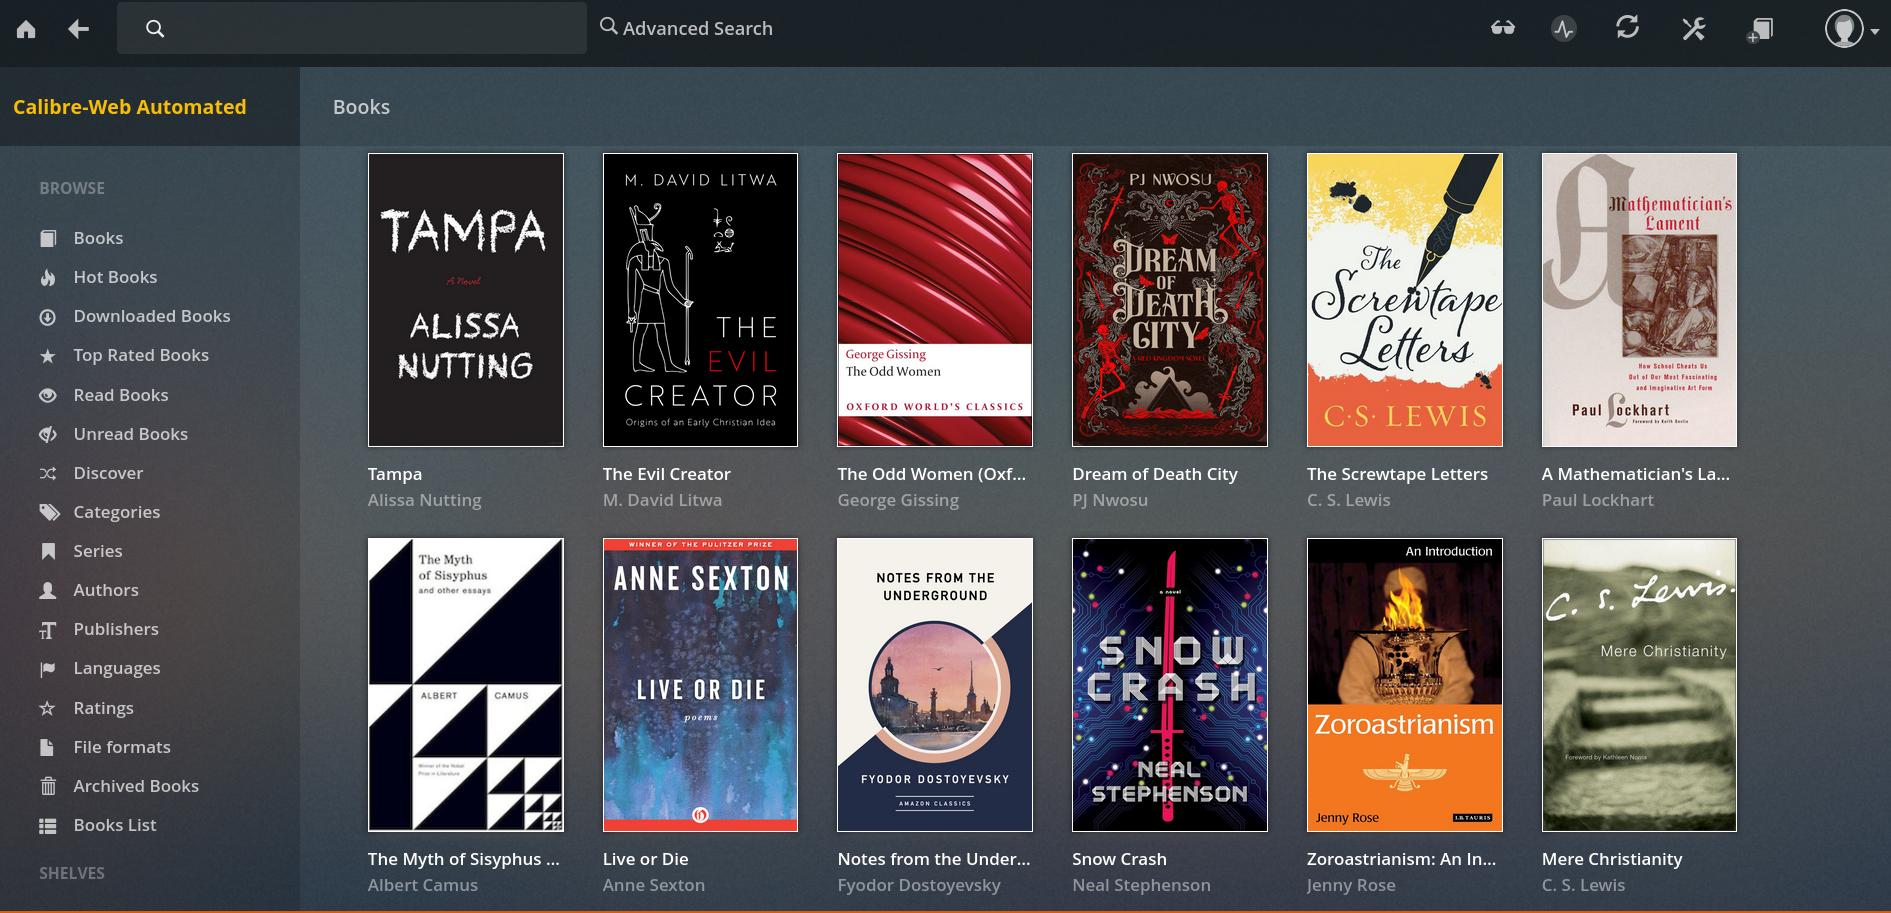 Advanced Search
Calibre-Web Automated
Books
BROWSE
Books
Hot Books
Downloaded Books
Top Rated Books
Read Books
Unread Books
Discover
Categories
Series
Authors
Publishers
Languages
Ratings
File formats
Archived Books
Books List
SHELVES
TAMPA
A Novel
ALISSA
NUTTING
Tampa
Alissa Nutting
M. DAVID LITWA
THE
EVIL
CREATOR
Origins of an Early Christian Idea
The Evil Creator
M. David Litwa
George Gissing
The Odd Women
OXFORD WORLD'S CLASSICS
The Odd Women (Oxf...
George Gissing
PJ NWOSU
DREAM
OF
DEATH
CITY
A RED KINGDOM NOVEL
Dream of Death City
PJ Nwosu
The
Screwtape
Letters
C·S· LEWIS
The Screwtape Letters
C. S. Lewis
A
Mathematician's
Lament
How School Cheats Us
Out of Our Most Fascinating
and Imaginative Art Form
Paul Lockhart
Foreword by Keith Devlin
A Mathematician's La...
Paul Lockhart
The Myth
of Sisyphus
and other essays
ALBERT CAMUS
Winner of the Nobel
Prize in Literature
The Myth of Sisyphus ...
Albert Camus
WINNER OF THE PULITZER PRIZE
ANNE SEXTON
LIVE OR DIE
poems
Live or Die
Anne Sexton
NOTES FROM THE
UNDERGROUND
FYODOR DOSTOYEVSKY
AMAZON CLASSICS
Notes from the Under...
Fyodor Dostoyevsky
a novel
SNOW
CRASH
NEAL
STEPHENSON
Snow Crash
Neal Stephenson
An Introduction
Zoroastrianism
Jenny Rose
I.B.TAURIS
Zoroastrianism: An In...
Jenny Rose
C. S. Lewis
Mere Christianity
Foreword by Kathleen Norris
Mere Christianity
C. S. Lewis